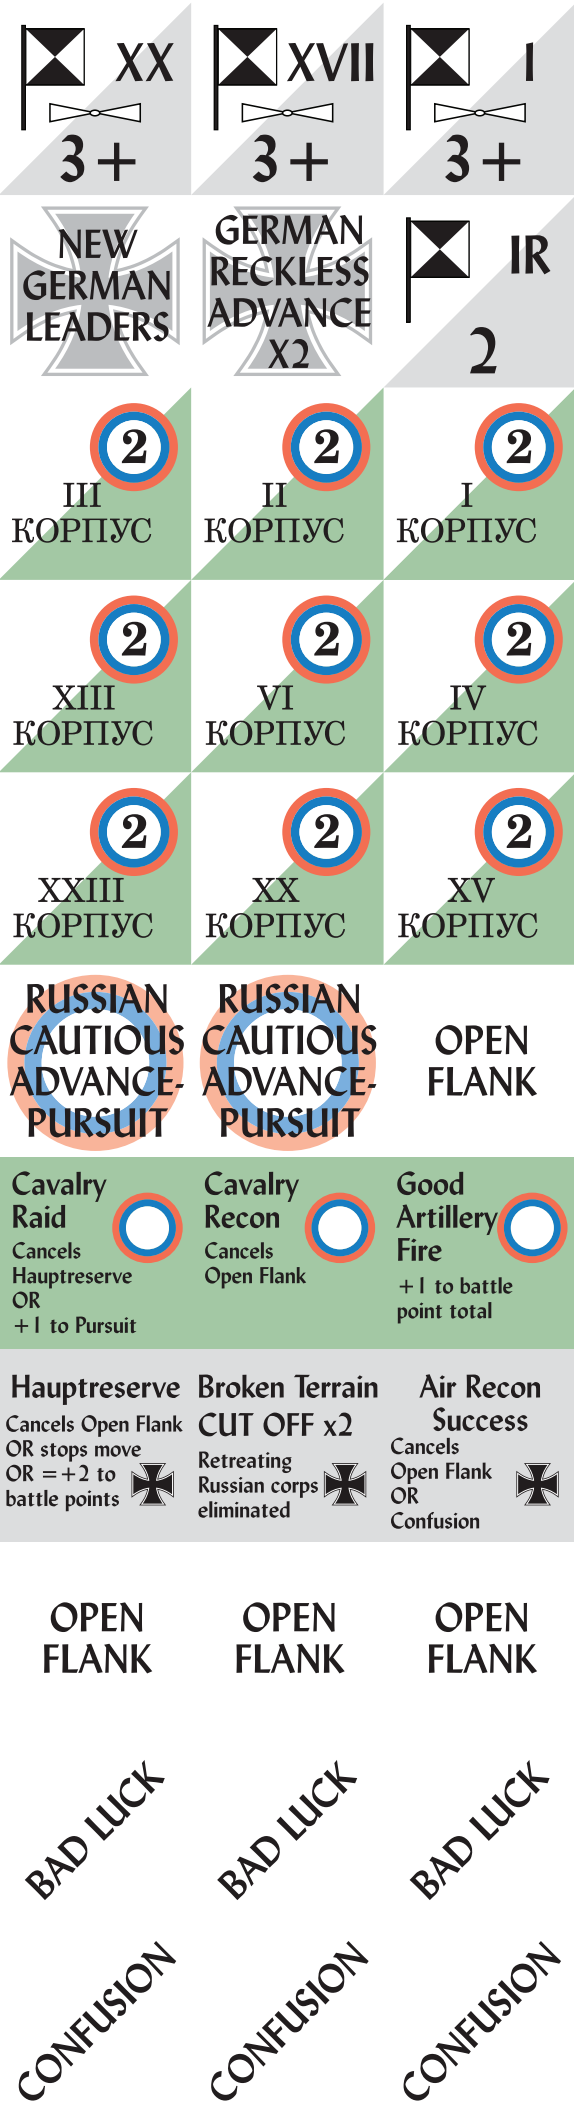 XX
3+
XVII
3+
I
3+
NEW
GERMAN
LEADERS
GERMAN
RECKLESS
ADVANCE
X2
IR
2
2
III
КОРПУС
2
II
КОРПУС
2
I
КОРПУС
2
XIII
КОРПУС
2
VI
КОРПУС
2
IV
КОРПУС
2
XXIII
КОРПУС
2
XX
КОРПУС
2
XV
КОРПУС
RUSSIAN
CAUTIOUS
ADVANCE-
PURSUIT
RUSSIAN
CAUTIOUS
ADVANCE-
PURSUIT
OPEN
FLANK
Cavalry
Raid
Cancels
Hauptreserve
OR
+1 to Pursuit
Cavalry
Recon
Cancels
Open Flank
Good
Artillery
Fire
+1 to battle
point total
Hauptreserve
Cancels Open Flank
OR stops move
OR =+2 to
battle points
Broken Terrain
CUT OFF x2
Retreating
Russian corps
eliminated
Air Recon
Success
Cancels
Open Flank
OR
Confusion
OPEN
FLANK
OPEN
FLANK
OPEN
FLANK
BAD LUCK
BAD LUCK
BAD LUCK
CONFUSION
CONFUSION
CONFUSION